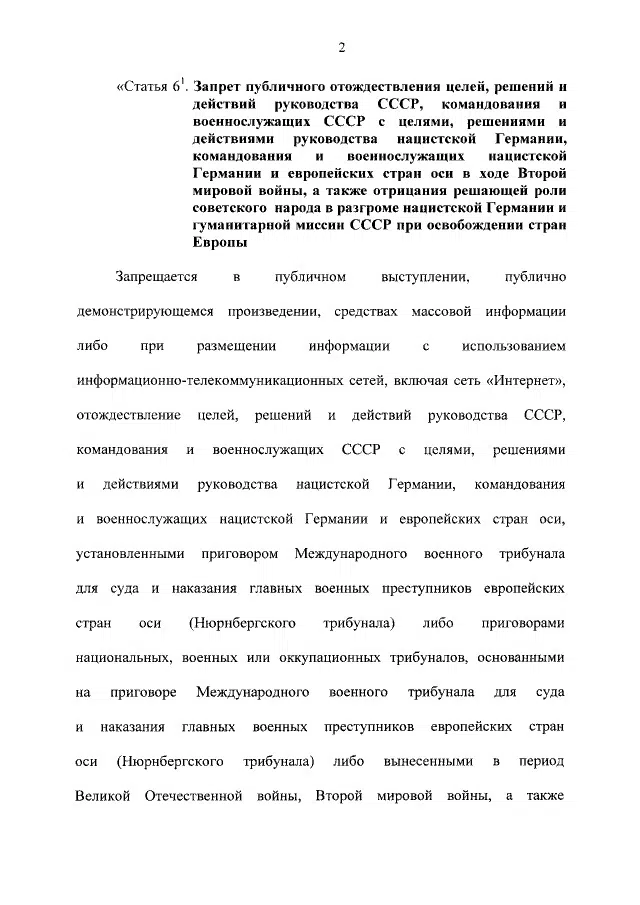 2
«Статья 6¹. Запрет публичного отождествления целей, решений и
действий руководства СССР, командования и
военнослужащих СССР с целями, решениями и
действиями руководства нацистской Германии,
командования и военнослужащих нацистской
Германии и европейских стран оси в ходе Второй
мировой войны, а также отрицания решающей роли
советского народа в разгроме нацистской Германии и
гуманитарной миссии СССР при освобождении стран
Европы
Запрещается в публичном выступлении, публично
демонстрирующемся произведении, средствах массовой информации
либо при размещении информации с использованием
информационно-телекоммуникационных сетей, включая сеть «Интернет»,
отождествление целей, решений и действий руководства СССР,
командования и военнослужащих СССР с целями, решениями
и действиями руководства нацистской Германии, командования
и военнослужащих нацистской Германии и европейских стран оси,
установленными приговором Международного военного трибунала
для суда и наказания главных военных преступников европейских
стран оси (Нюрнбергского трибунала) либо приговорами
национальных, военных или оккупационных трибуналов, основанными
на приговоре Международного военного трибунала для суда
и наказания главных военных преступников европейских стран
оси (Нюрнбергского трибунала) либо вынесенными в период
Великой Отечественной войны, Второй мировой войны, а также